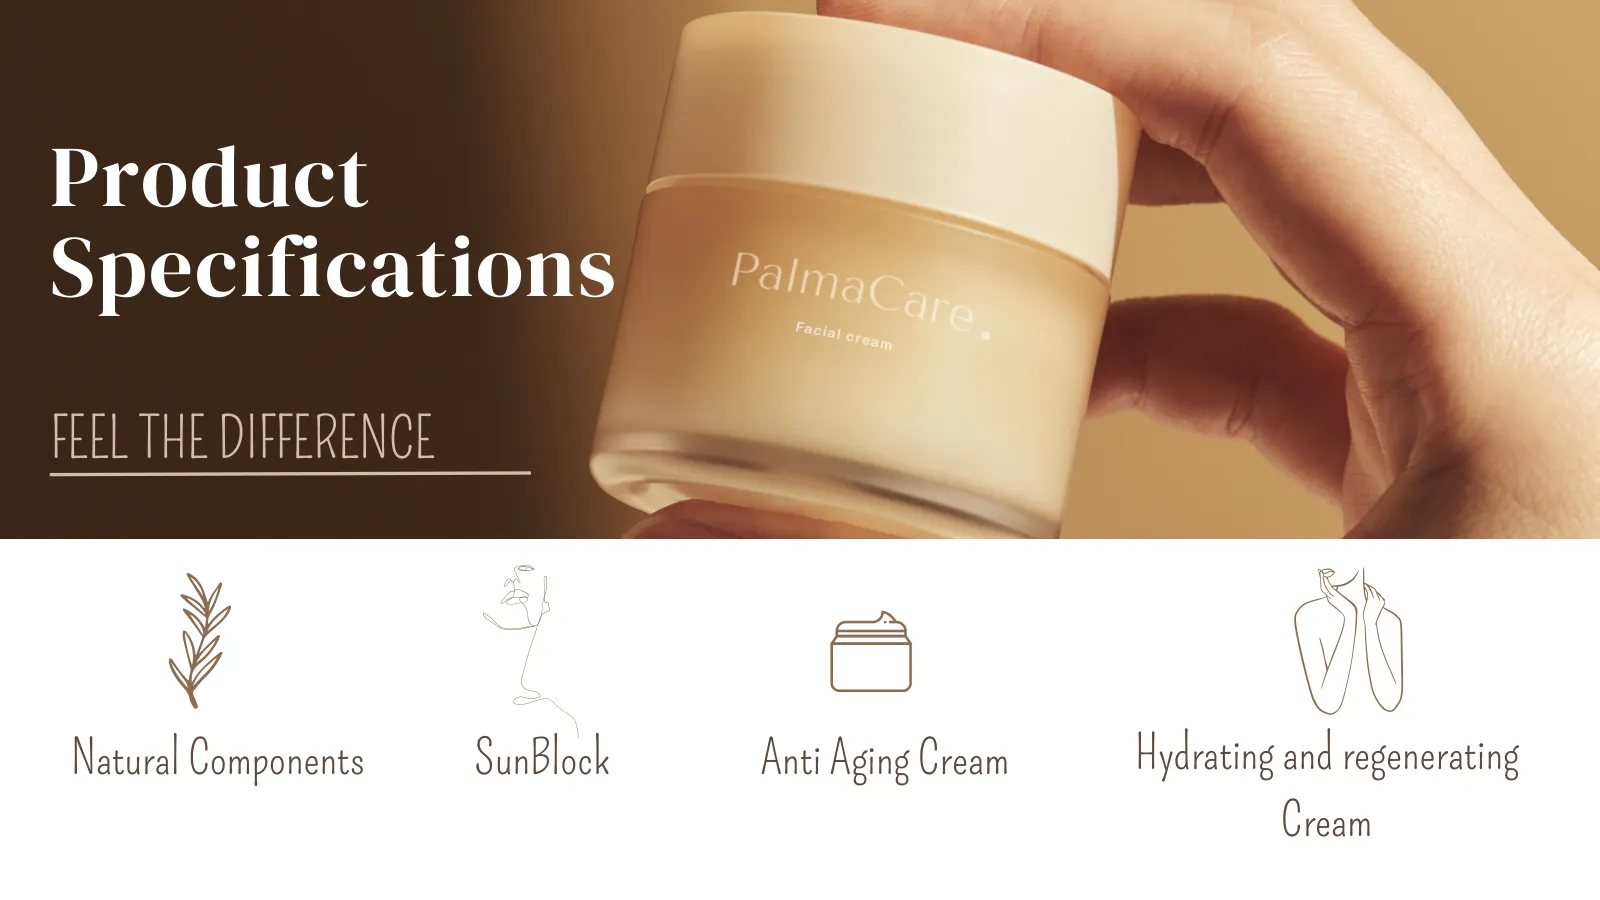 Product
Specifications
FEEL THE DIFFERENCE
PalmaCare.
Facial cream
Natural Components
SunBlock
Anti Aging Cream
Hydrating and regenerating
Cream